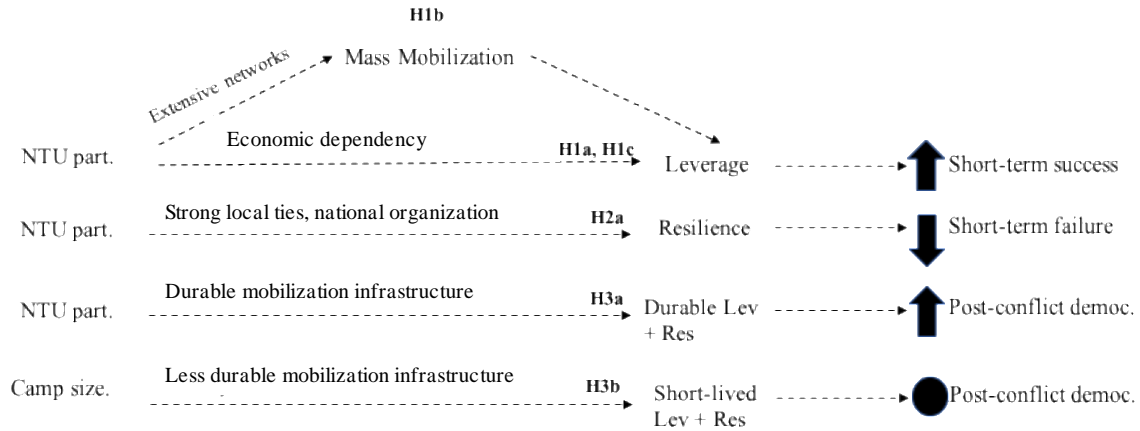 H1b
Mass Mobilization
Extensive networks
Economic dependency
NTU part.
H1a, H1c
Leverage
Short-term success
Strong local ties, national organization
NTU part.
H2a
Resilience
Short-term failure
Durable mobilization infrastructure
NTU part.
H3a
Durable Lev
+ Res
Post-conflict democ.
Less durable mobilization infrastructure
Camp size.
H3b
Short-lived
Lev + Res
Post-conflict democ.